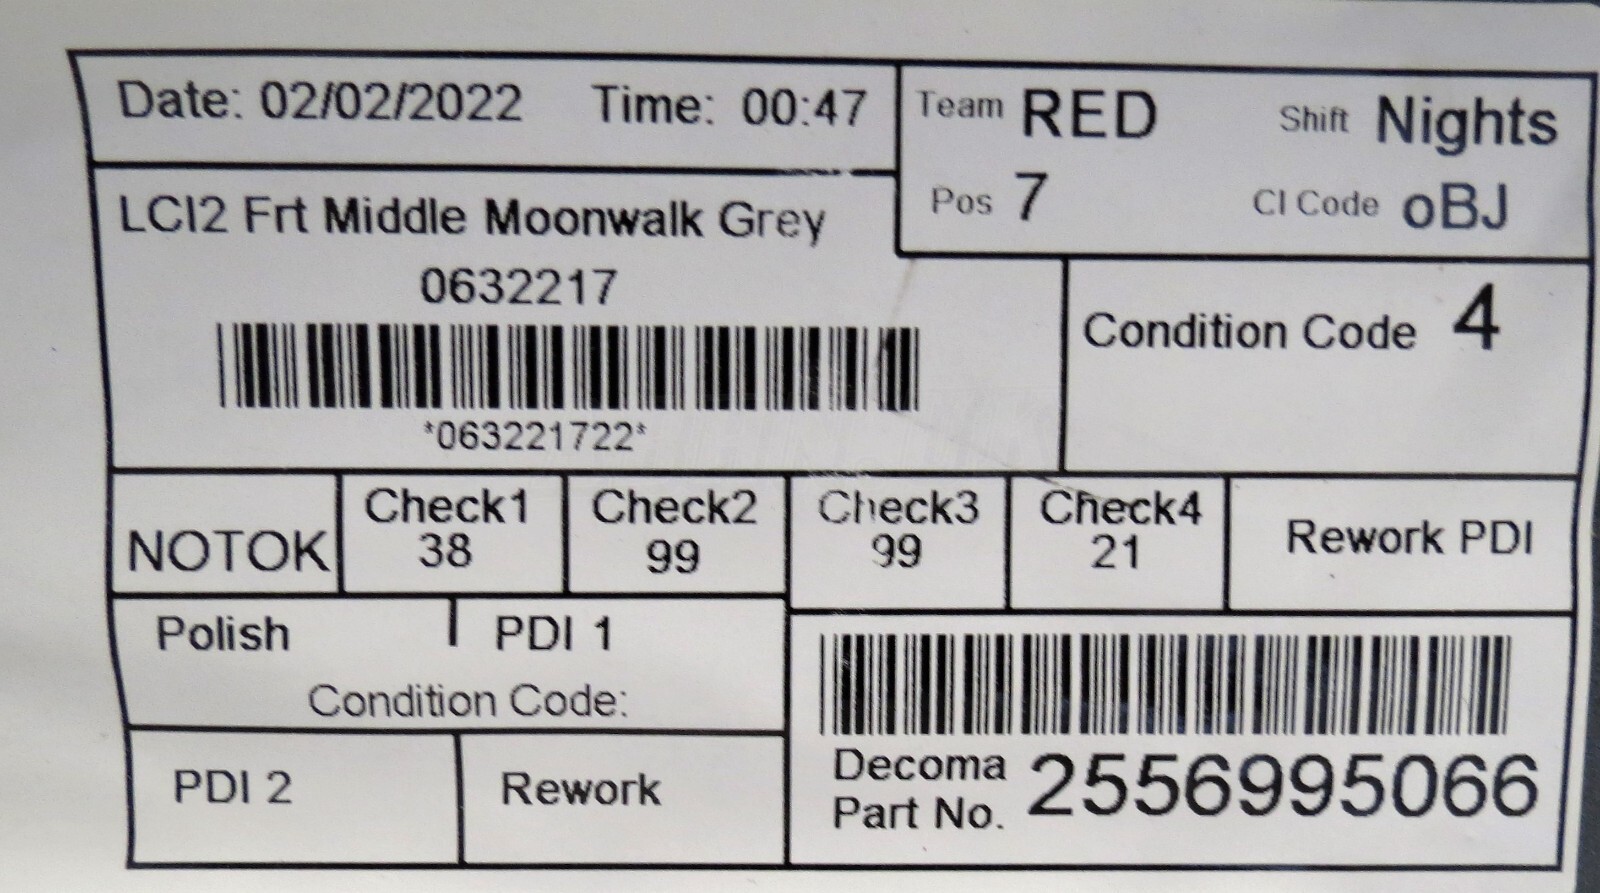 Date: 02/02/2022 Time: 00:47
Team RED Shift Nights
Pos 7 CI Code oBJ
LCI2 Frt Middle Moonwalk Grey
0632217
*063221722*
Condition Code 4
NOTOK
Check1
38
Check2
99
Check3
99
Check4
21
Rework PDI
Polish
PDI 1
Condition Code:
PDI 2
Rework
Decoma
Part No. 2556995066